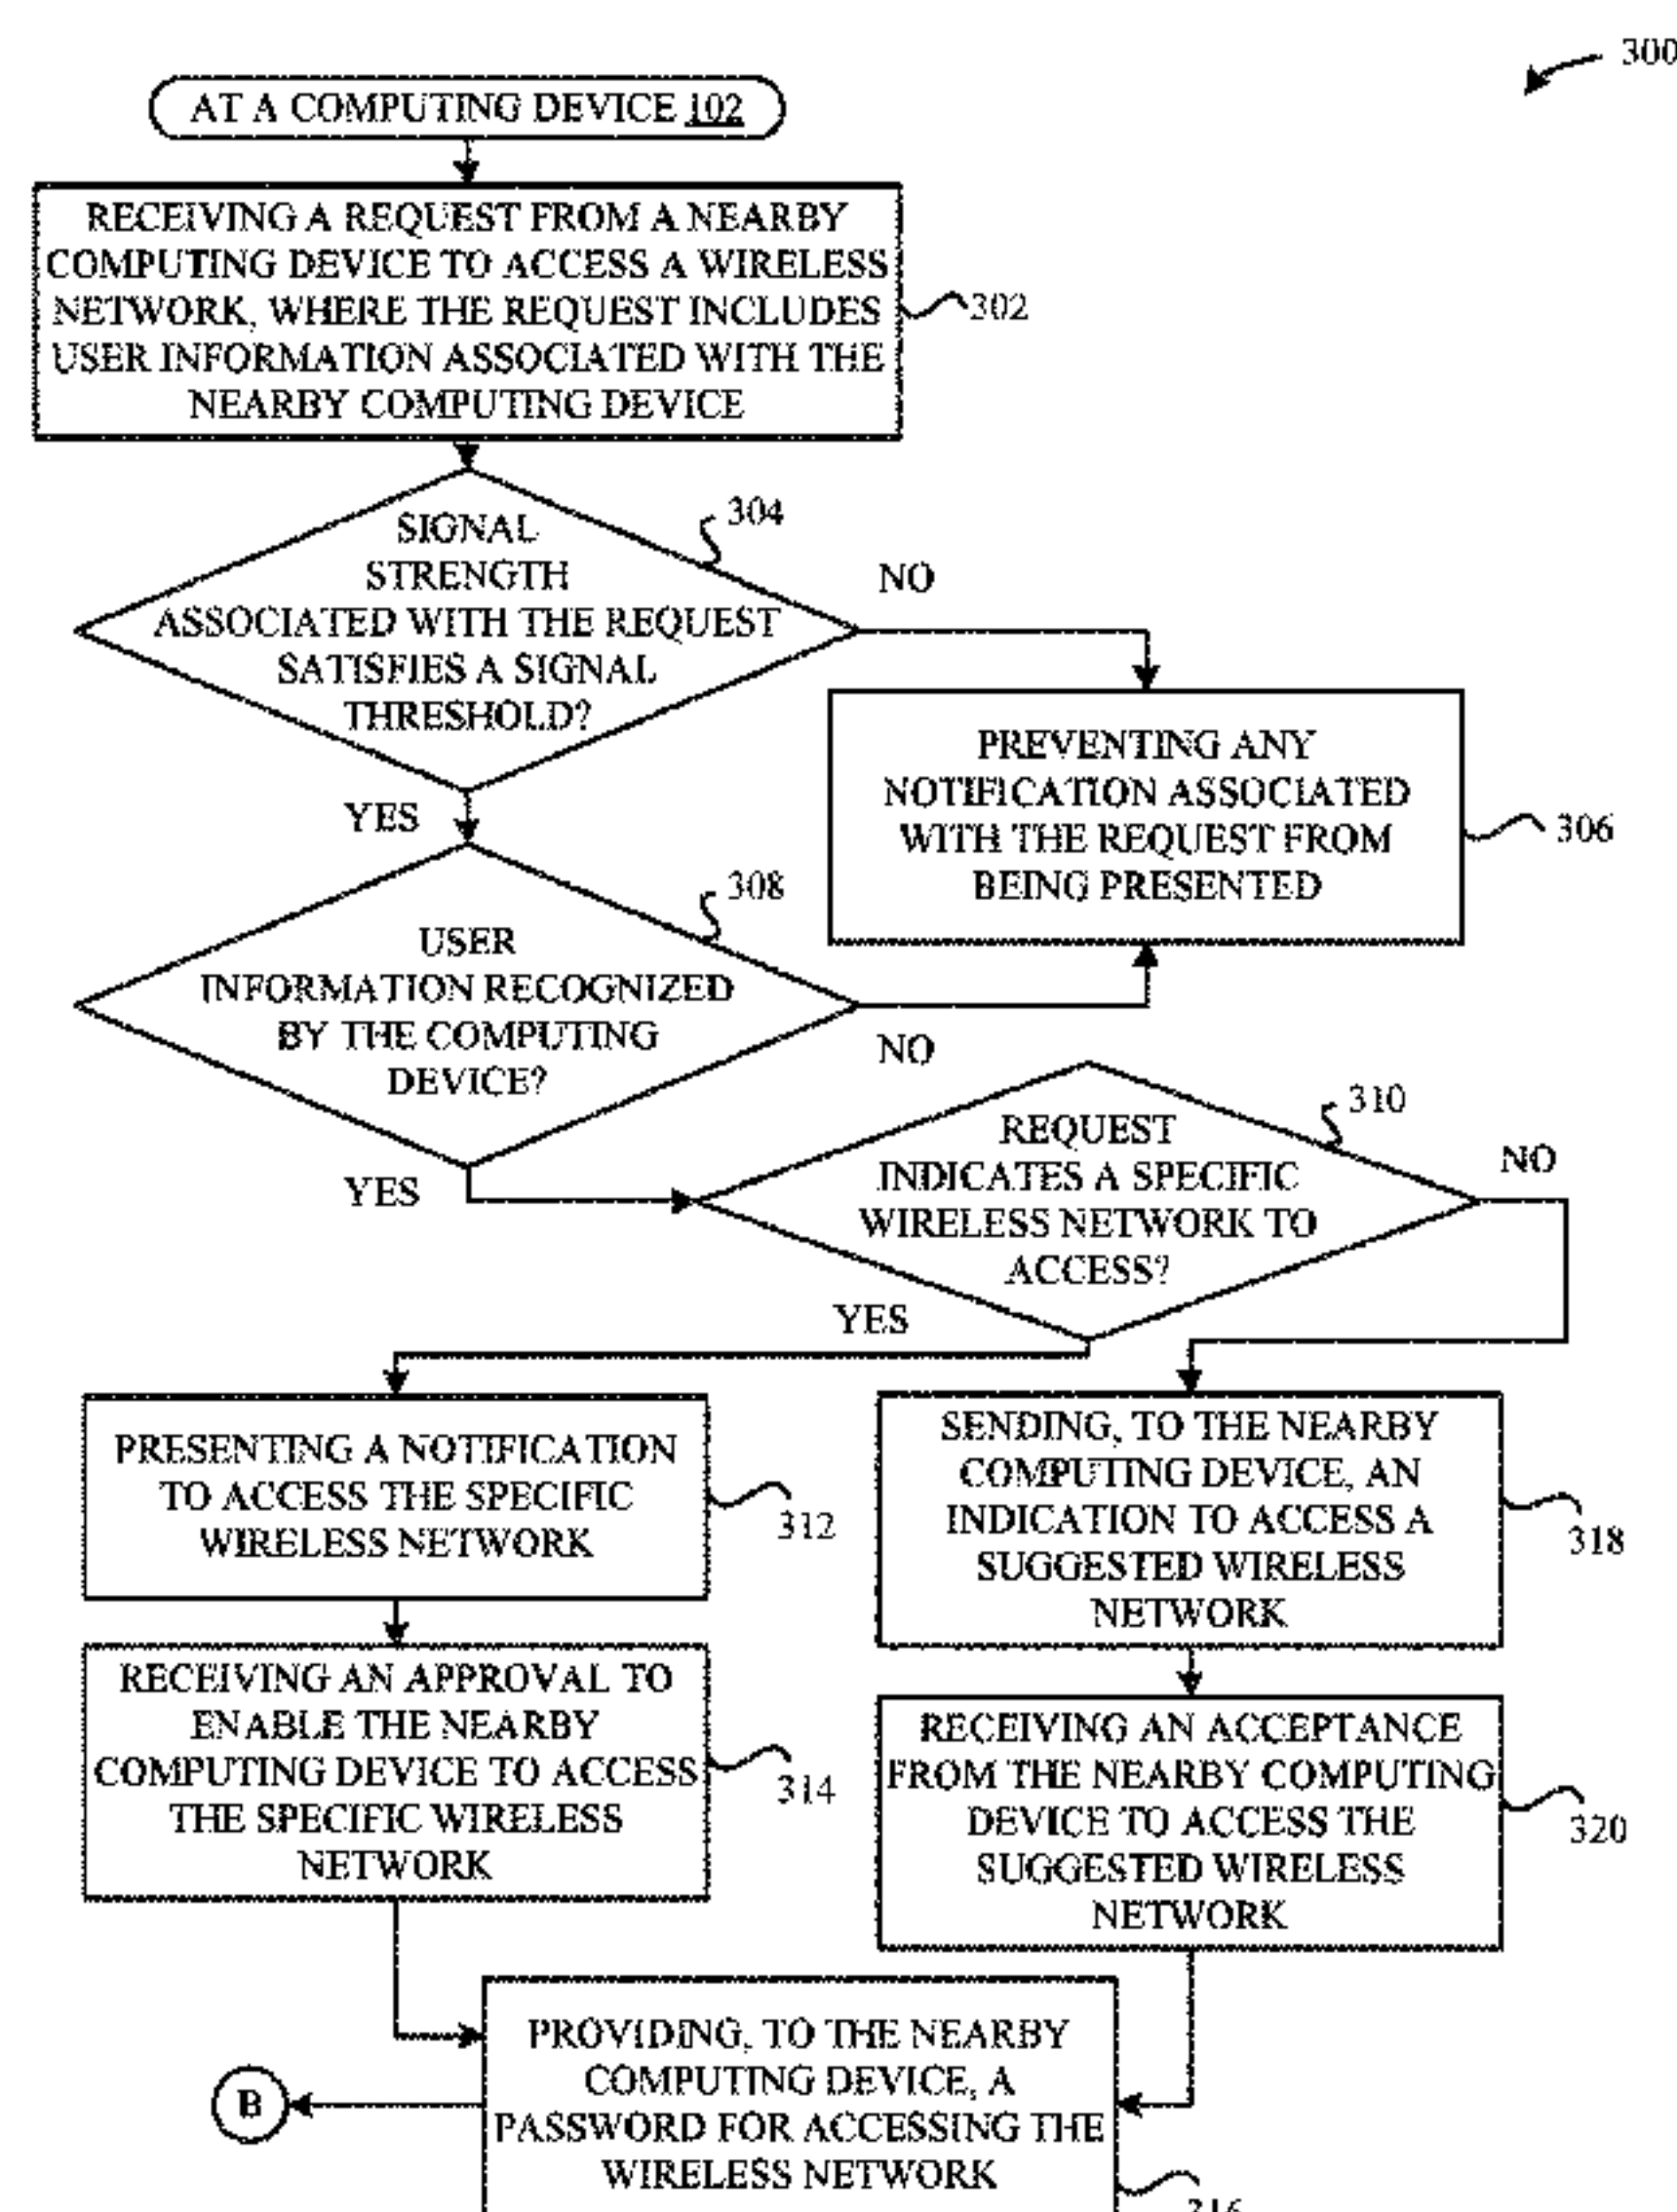 300
AT A COMPUTING DEVICE 102
RECEIVING A REQUEST FROM A NEARBY
COMPUTING DEVICE TO ACCESS A WIRELESS
NETWORK, WHERE THE REQUEST INCLUDES
USER INFORMATION ASSOCIATED WITH THE
NEARBY COMPUTING DEVICE
302
SIGNAL
STRENGTH
ASSOCIATED WITH THE REQUEST
SATISFIES A SIGNAL
THRESHOLD?
304
NO
YES
PREVENTING ANY
NOTIFICATION ASSOCIATED
WITH THE REQUEST FROM
BEING PRESENTED
306
USER
INFORMATION RECOGNIZED
BY THE COMPUTING
DEVICE?
308
NO
YES
REQUEST
INDICATES A SPECIFIC
WIRELESS NETWORK TO
ACCESS?
310
NO
YES
PRESENTING A NOTIFICATION
TO ACCESS THE SPECIFIC
WIRELESS NETWORK
312
SENDING, TO THE NEARBY
COMPUTING DEVICE, AN
INDICATION TO ACCESS A
SUGGESTED WIRELESS
NETWORK
318
RECEIVING AN APPROVAL TO
ENABLE THE NEARBY
COMPUTING DEVICE TO ACCESS
THE SPECIFIC WIRELESS
NETWORK
314
RECEIVING AN ACCEPTANCE
FROM THE NEARBY COMPUTING
DEVICE TO ACCESS THE
SUGGESTED WIRELESS
NETWORK
320
PROVIDING, TO THE NEARBY
COMPUTING DEVICE, A
PASSWORD FOR ACCESSING THE
WIRELESS NETWORK
B
316